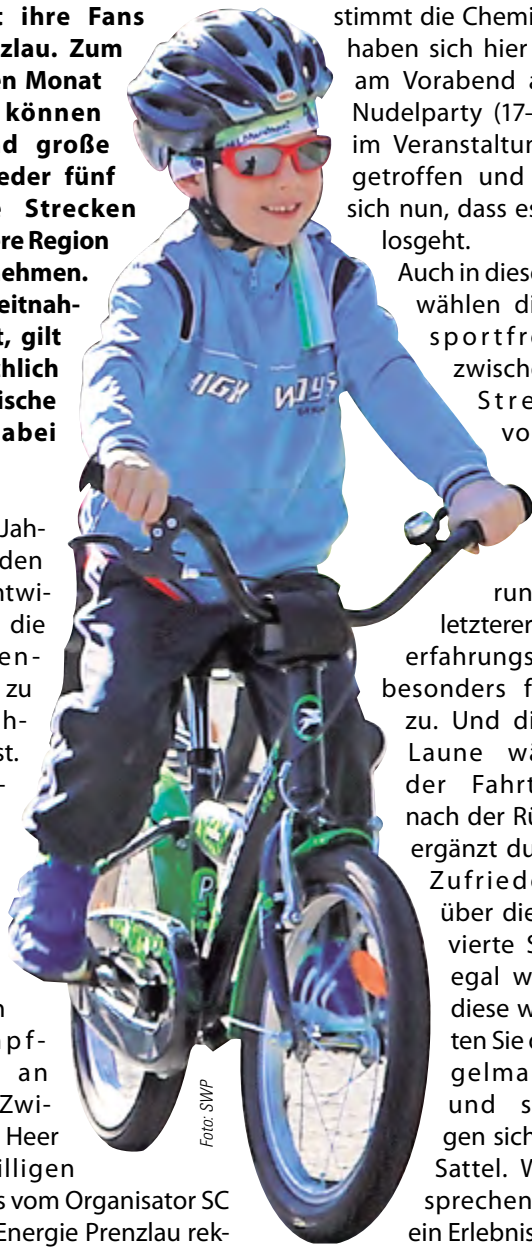 t ihre Fans
zlau. Zum
en Monat
können
d große
eder fünf
Strecken
re Region
ehmen.
eitnah-
t, gilt
hlich
ische
abei
Jah-
den
ntwi-
die
en-
zu
h-
st.
-
n
pf-
an
Zwi-
Heer
illigen
s vom Organisator SC
Energie Prenzlau rek-
HIGH WAYS
Foto: SWP
stimmt die Chemi
haben sich hier
am Vorabend a
Nudelparty (17–
im Veranstaltun
getroffen und
sich nun, dass es
losgeht.
Auch in diese
wählen di
sportfre
zwische
Stre
vo
run
letzterer
erfahrungs
besonders f
zu. Und di
Laune wä
der Fahrt
nach der Rü
ergänzt du
Zufriede
über die
vierte S
egal w
diese w
ten Sie d
gelma
und s
gen sich
Sattel. W
sprechen
ein Erlebnis